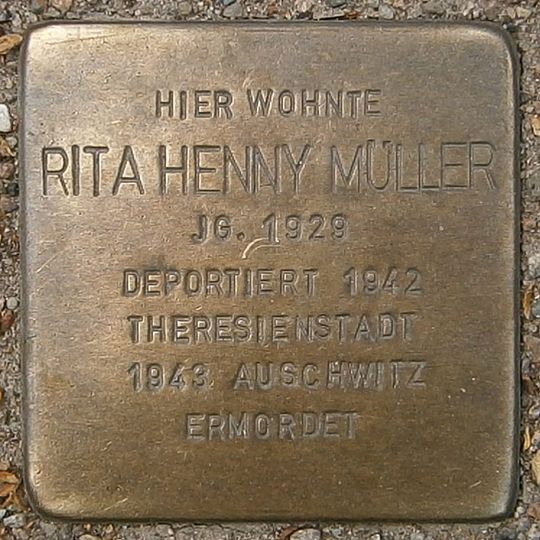 HIER WOHNTE
RITA HENNY MÜLLER
JG. 1929
DEPORTIERT 1942
THERESIENSTADT
1943 AUSCHWITZ
ERMORDET